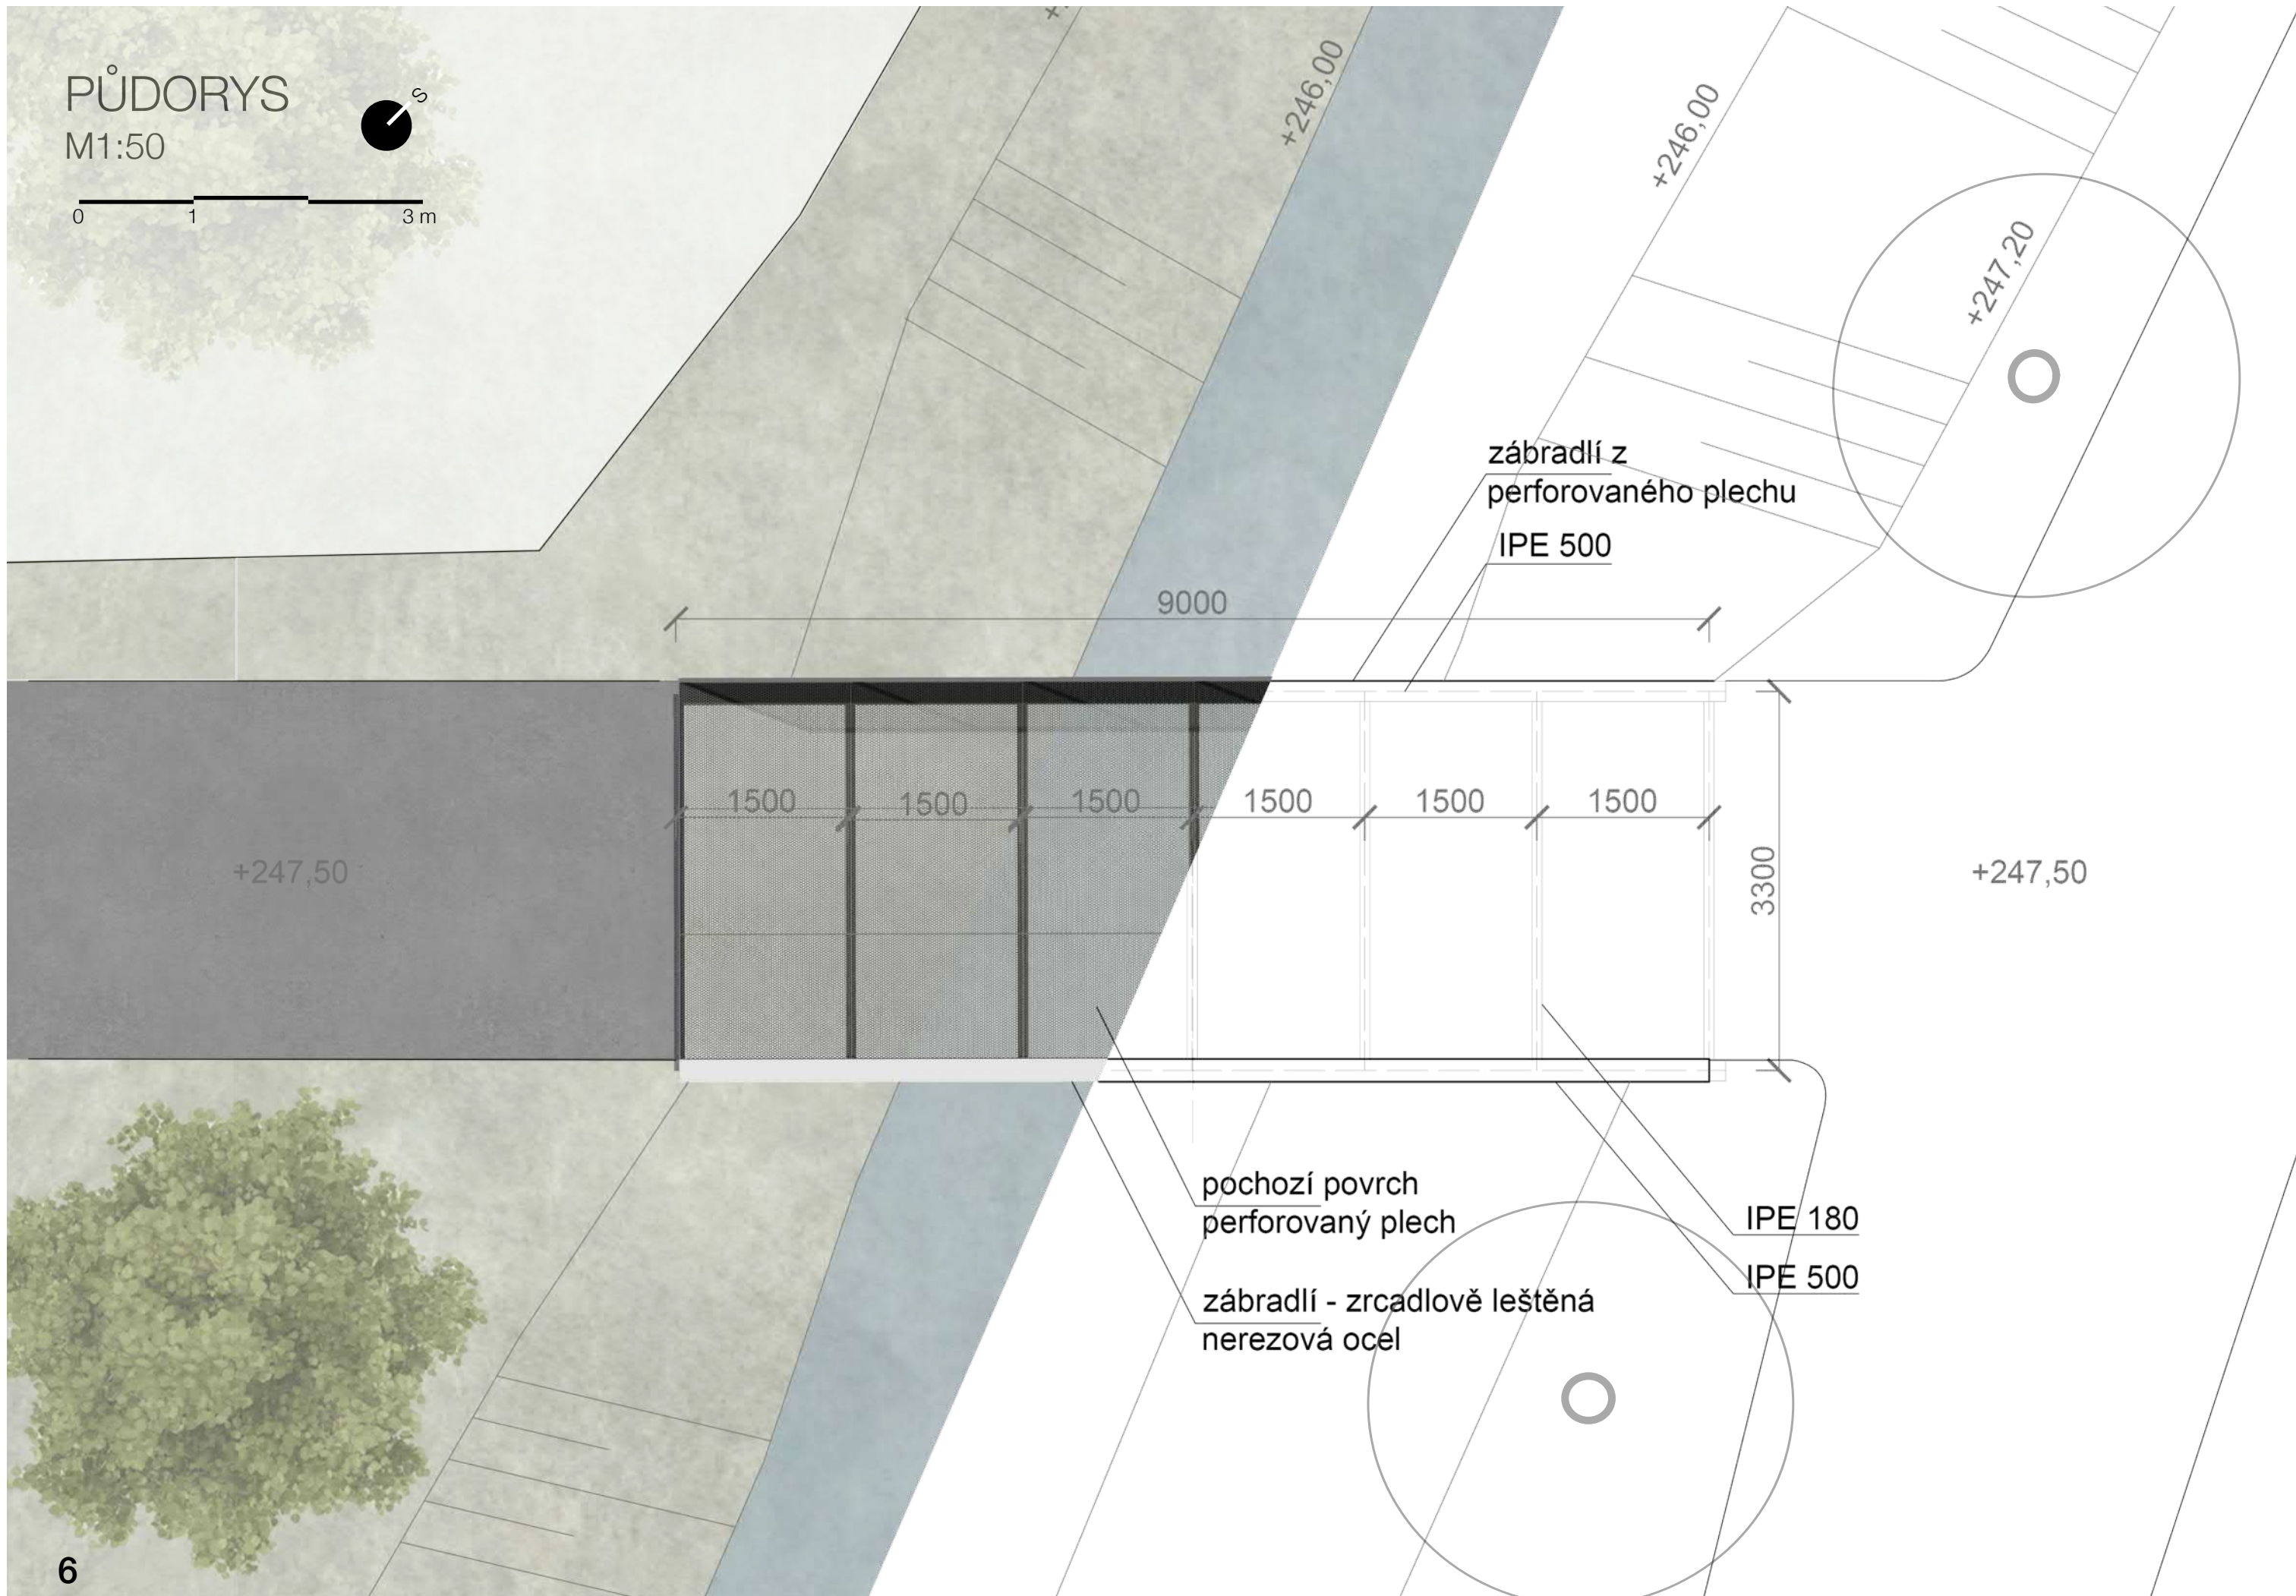 PŮDORYS
M1:50
S
0 1 3 m
+246,00
+246,00
+247,20
zábradlí z
perforovaného plechu
IPE 500
9000
1500 1500 1500 1500 1500 1500
3300
+247,50
+247,50
pochozí povrch
perforovaný plech
IPE 180
IPE 500
zábradlí - zrcadlově leštěná
nerezová ocel
6